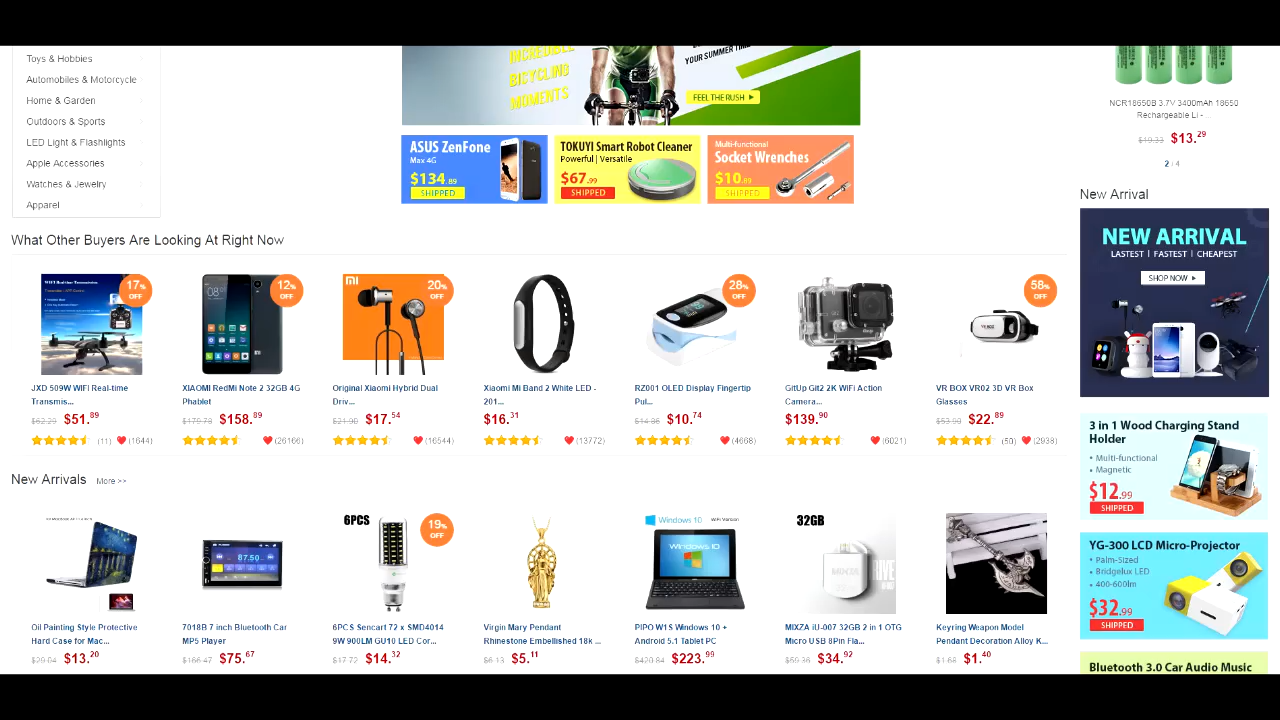 Toys & Hobbies
Automobiles & Motorcycle
Home & Garden
Outdoors & Sports
LED Light & Flashlights
Apple Accessories
Watches & Jewelry
Apparel
INCREDIBLE
BICYCLING
MOMENTS
YOUR SUMMER
FEEL THE RUSH
ASUS ZenFone
Max 4G
$134.89
SHIPPED
TOKUYI Smart Robot Cleaner
Powerful | Versatile
$67.99
SHIPPED
Multi-functional
Socket Wrenches
$10.89
SHIPPED
NCR18650B 3.7V 3400mAh 18650
Rechargeable Li - ...
$19.33 $13.29
2 / 4
New Arrival
NEW ARRIVAL
LASTEST | FASTEST | CHEAPEST
SHOP NOW
What Other Buyers Are Looking At Right Now
17% OFF
12% OFF
20% OFF
28% OFF
58% OFF
JXD 509W WIFI Real-time
Transmis...
$62.29 $51.89
(11) (1644)
XIAOMI RedMi Note 2 32GB 4G
Phablet
$179.78 $158.89
(26166)
Original Xiaomi Hybrid Dual
Driv...
$21.90 $17.54
(16544)
Xiaomi Mi Band 2 White LED -
201...
$16.31
(13772)
RZ001 OLED Display Fingertip
Pul...
$14.86 $10.74
(4668)
GitUp Git2 2K WiFi Action
Camera...
$139.90
(6021)
VR BOX VR02 3D VR Box
Glasses
$53.90 $22.89
(50) (2938)
3 in 1 Wood Charging Stand
Holder
• Multi-functional
• Magnetic
$12.99
SHIPPED
New Arrivals More >>
6PCS
19% OFF
Windows 10 WiFi Version
32GB
Oil Painting Style Protective
Hard Case for Mac...
$29.04 $13.20
7018B 7 inch Bluetooth Car
MP5 Player
$166.47 $75.67
6PCS Sencart 72 x SMD4014
9W 900LM GU10 LED Cor...
$17.72 $14.32
Virgin Mary Pendant
Rhinestone Embellished 18k ...
$6.13 $5.11
PIPO W1S Windows 10 +
Android 5.1 Tablet PC
$420.84 $223.99
MIXZA iU-007 32GB 2 in 1 OTG
Micro USB 8Pin Fla...
$59.36 $34.92
Keyring Weapon Model
Pendant Decoration Alloy K...
$1.68 $1.40
YG-300 LCD Micro-Projector
• Palm-Sized
• Bridgelux LED
• 400-600lm
$32.99
SHIPPED
Bluetooth 3.0 Car Audio Music